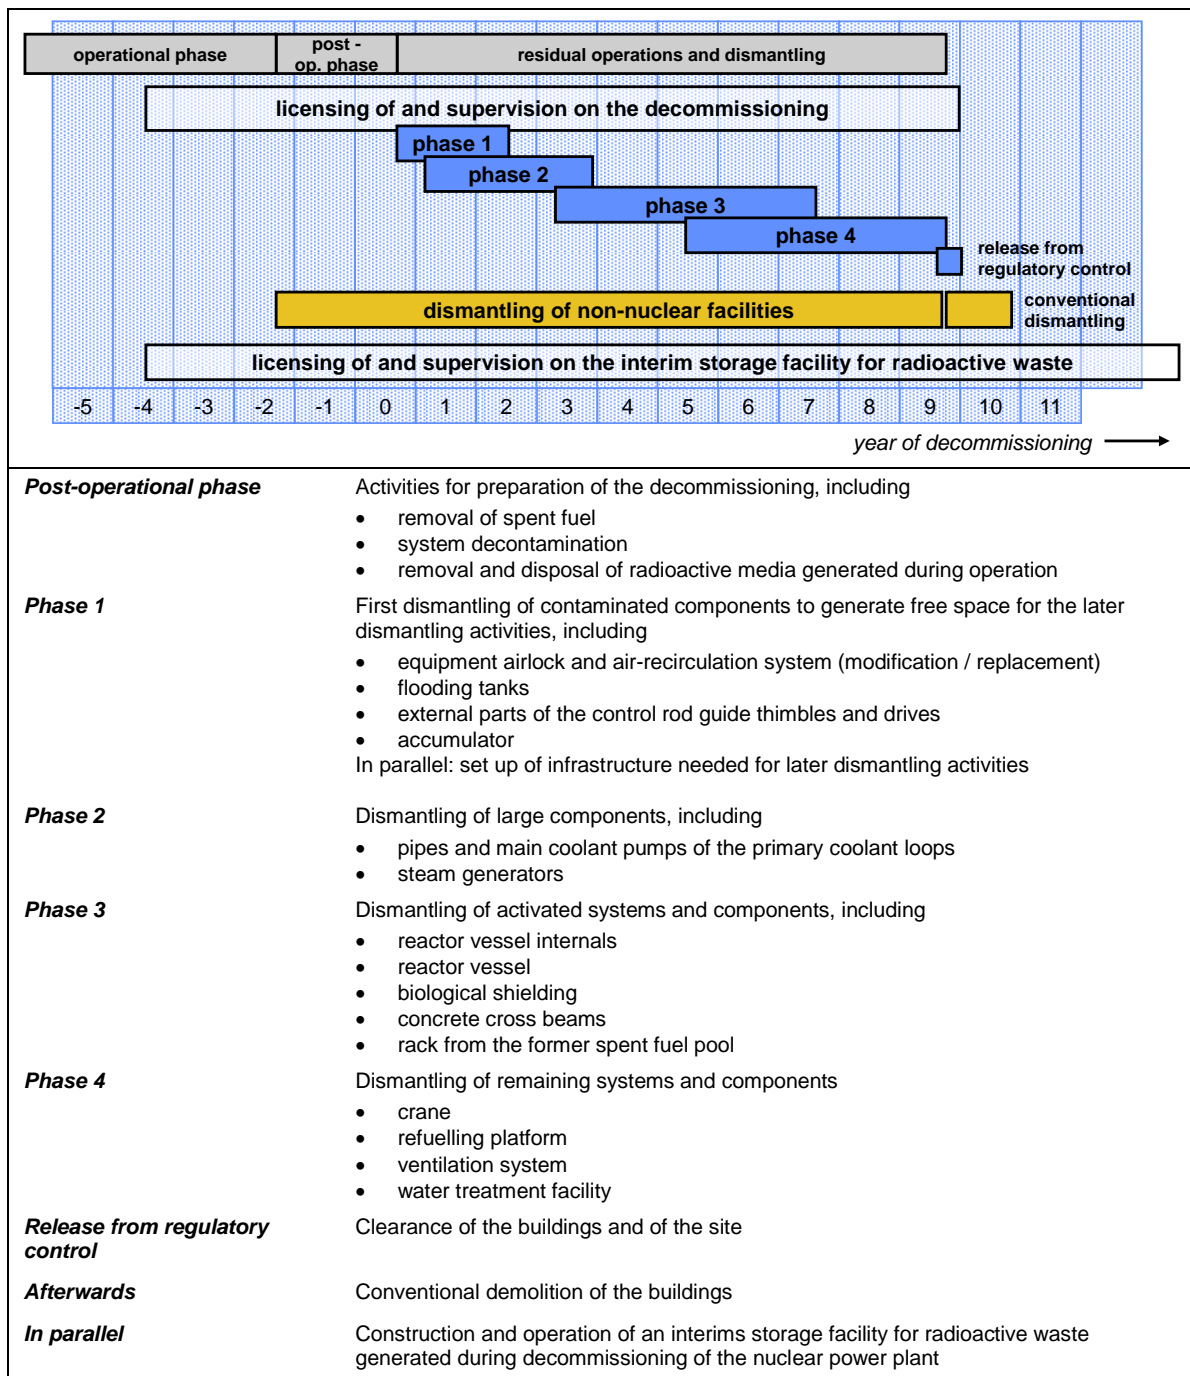 operational phase
post -
op. phase
residual operations and dismantling
licensing of and supervision on the decommissioning
phase 1
phase 2
phase 3
phase 4
release from
regulatory control
dismantling of non-nuclear facilities
conventional
dismantling
licensing of and supervision on the interim storage facility for radioactive waste
-5 -4 -3 -2 -1 0 1 2 3 4 5 6 7 8 9 10 11
year of decommissioning
Post-operational phase
Activities for preparation of the decommissioning, including
• removal of spent fuel
• system decontamination
• removal and disposal of radioactive media generated during operation
Phase 1
First dismantling of contaminated components to generate free space for the later
dismantling activities, including
• equipment airlock and air-recirculation system (modification / replacement)
• flooding tanks
• external parts of the control rod guide thimbles and drives
• accumulator
In parallel: set up of infrastructure needed for later dismantling activities
Phase 2
Dismantling of large components, including
• pipes and main coolant pumps of the primary coolant loops
• steam generators
Phase 3
Dismantling of activated systems and components, including
• reactor vessel internals
• reactor vessel
• biological shielding
• concrete cross beams
• rack from the former spent fuel pool
Phase 4
Dismantling of remaining systems and components
• crane
• refuelling platform
• ventilation system
• water treatment facility
Release from regulatory
control
Clearance of the buildings and of the site
Afterwards
Conventional demolition of the buildings
In parallel
Construction and operation of an interims storage facility for radioactive waste
generated during decommissioning of the nuclear power plant